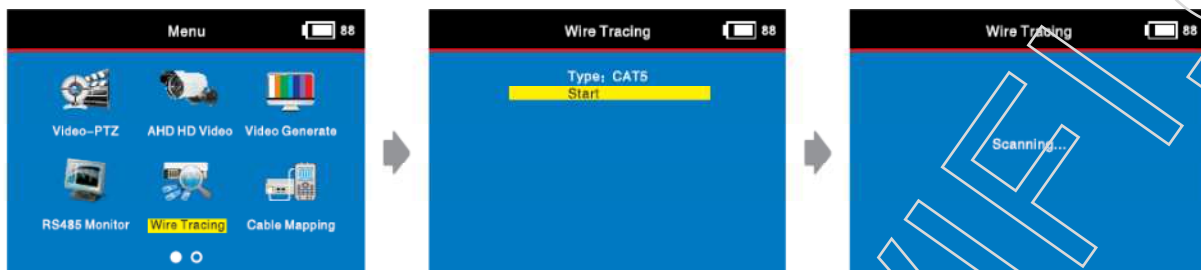 Menu 88
Video-PTZ AHD HD Video Video Generate
RS485 Monitor Wire Tracing Cable Mapping
Wire Tracing 88
Type: CAT5
Start
Wire Tracing 88
Scanning...